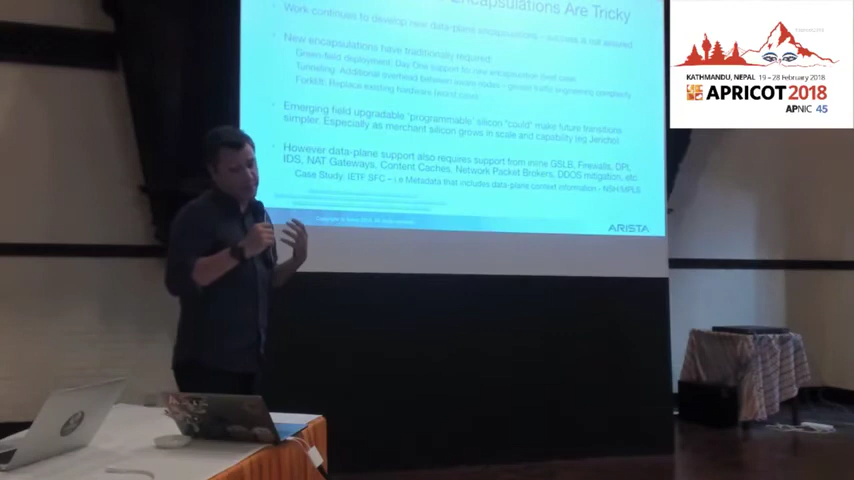 Encapsulations Are Tricky
Work continues to develop new data-plane encapsulations - success is not assured
New encapsulations have traditionally required:
Green-field deployment: Day One support for new encapsulation
Tunneling: Additional overhead between aware nodes - greater traffic engineering complexity
Forklift: Replace existing hardware (worst case)
Emerging field upgradable 'programmable' silicon "could" make future transitions
simpler. Especially as merchant silicon grows in scale and capability (eg Jericho)
However data-plane support also requires support from inline GSLB, Firewalls, DPI,
IDS, NAT Gateways, Content Caches, Network Packet Brokers, DDOS mitigation, etc
Case Study: IETF SFC – i.e Metadata that includes data-plane context information - NSH,MPLS
ARISTA
KATHMANDU, NEPAL 19 - 28 February 2018
APRICOT 2018
APNIC 45